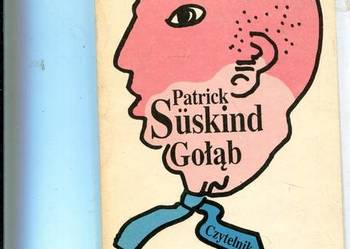 Patrick
Süskind
Gołąb
Czytelnik